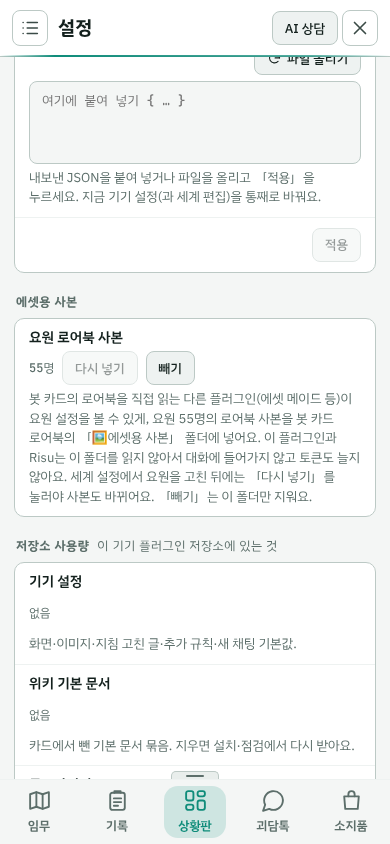 설정
AI 상담
파일 올리기
여기에 붙여 넣기 { … }
내보낸 JSON을 붙여 넣거나 파일을 올리고 「적용」을
누르세요. 지금 기기 설정(과 세계 편집)을 통째로 바꿔요.
적용
에셋용 사본
요원 로어북 사본
55명
다시 넣기
빼기
봇 카드의 로어북을 직접 읽는 다른 플러그인(에셋 메이드 등)이
요원 설정을 볼 수 있게, 요원 55명의 로어북 사본을 봇 카드
로어북의 「🖼️에셋용 사본」 폴더에 넣어요. 이 플러그인과
Risu는 이 폴더를 읽지 않아서 대화에 들어가지 않고 토큰도 늘지
않아요. 세계 설정에서 요원을 고친 뒤에는 「다시 넣기」를
눌러야 사본도 바뀌어요. 「빼기」는 이 폴더만 지워요.
저장소 사용량 이 기기 플러그인 저장소에 있는 것
기기 설정
없음
화면·이미지·지침 고친 글·추가 규칙·새 채팅 기본값.
위키 기본 문서
없음
카드에서 뺀 기본 문서 묶음. 지우면 설치·점검에서 다시 받아요.
임무
기록
상황판
괴담톡
소지품